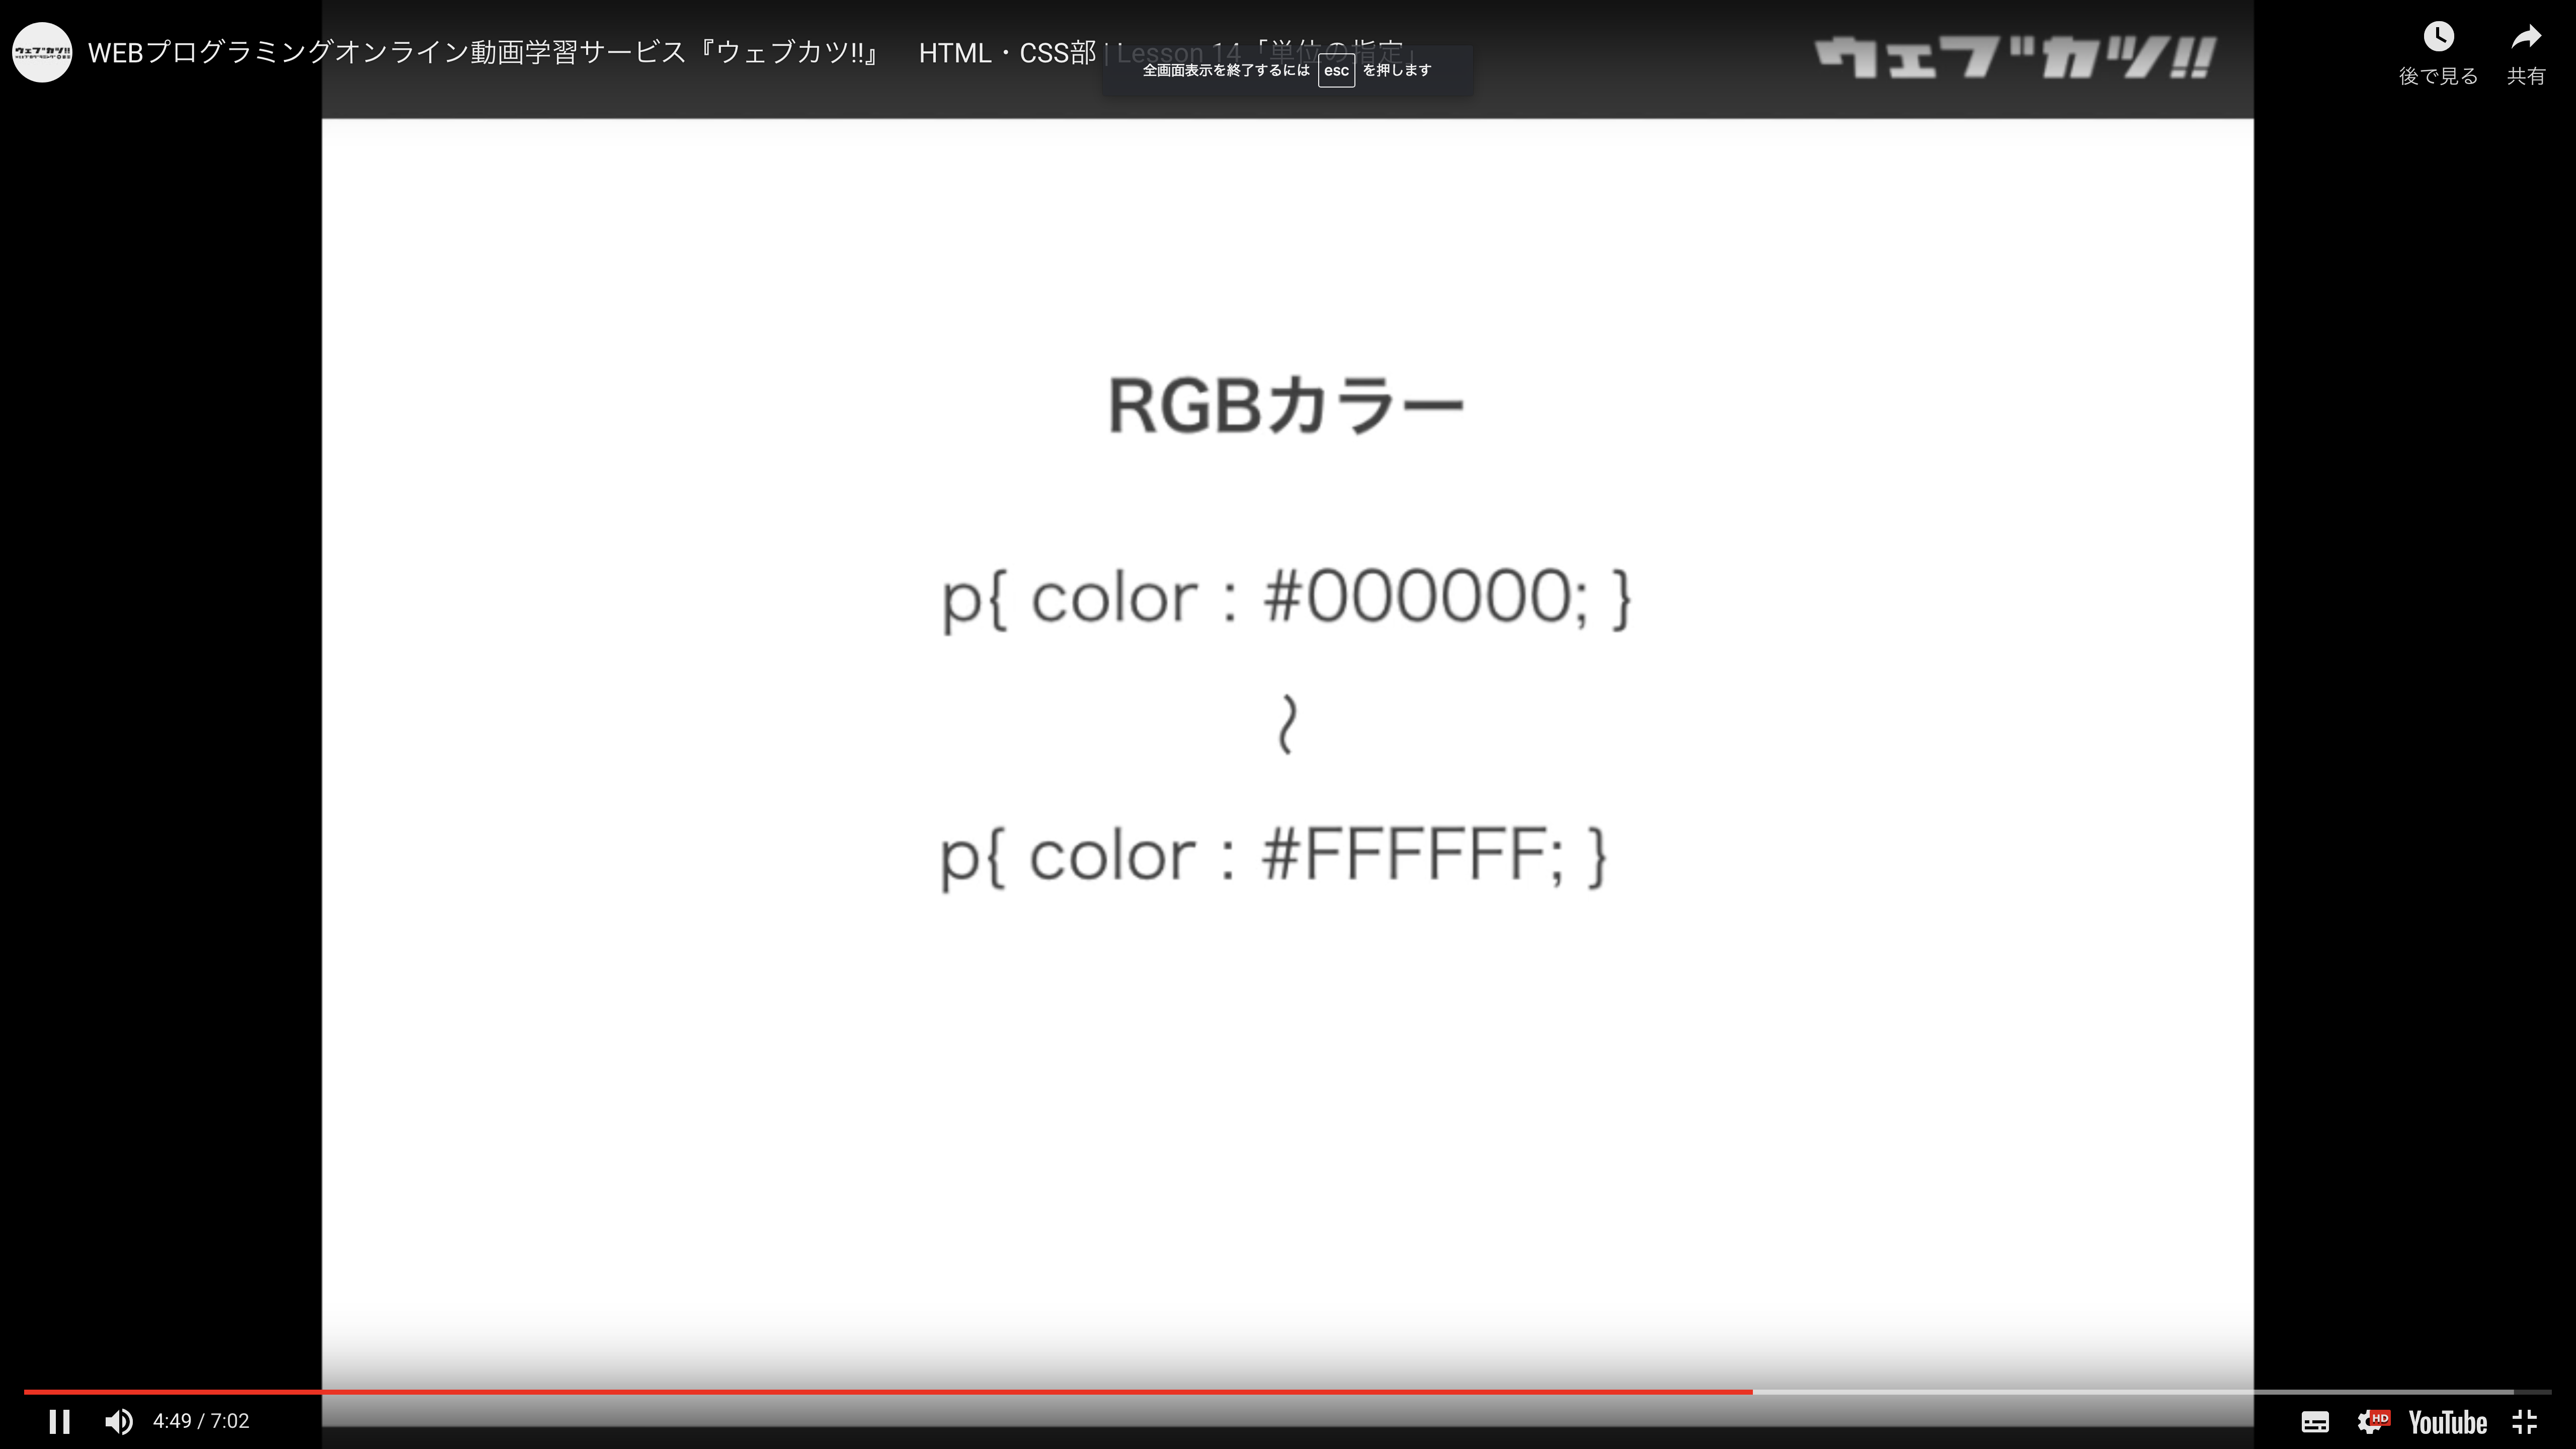 WEBプログラミングオンライン動画学習サービス『ウェブカツ!!』　HTML・CSS部 | Lesson 14「単位の指定」
全画面表示を終了するには esc を押します
ウェブカツ!!
後で見る
共有
RGBカラー
p{ color : #000000; }
~
p{ color : #FFFFFF; }
4:49 / 7:02
HD
YouTube